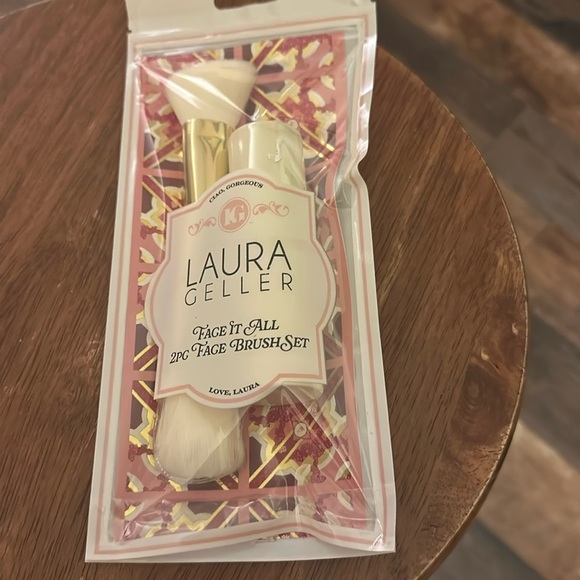 CIAO, GORGEOUS
LAURA
GELLER
FACE IT ALL
2PC FACE BRUSH SET
LOVE, LAURA